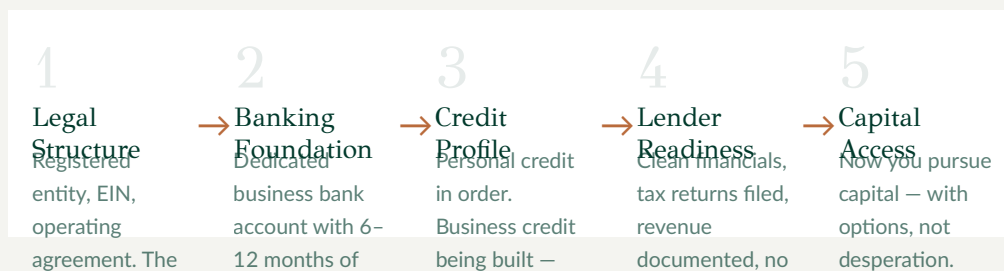 1
Legal
Structure
Registered
entity, EIN,
operating
agreement. The
2
Banking
Foundation
Dedicated
business bank
account with 6–
12 months of
3
Credit
Profile
Personal credit
in order.
Business credit
being built —
4
Lender
Readiness
Clean financials,
tax returns filed,
revenue
documented, no
5
Capital
Access
Now you pursue
capital — with
options, not
desperation.